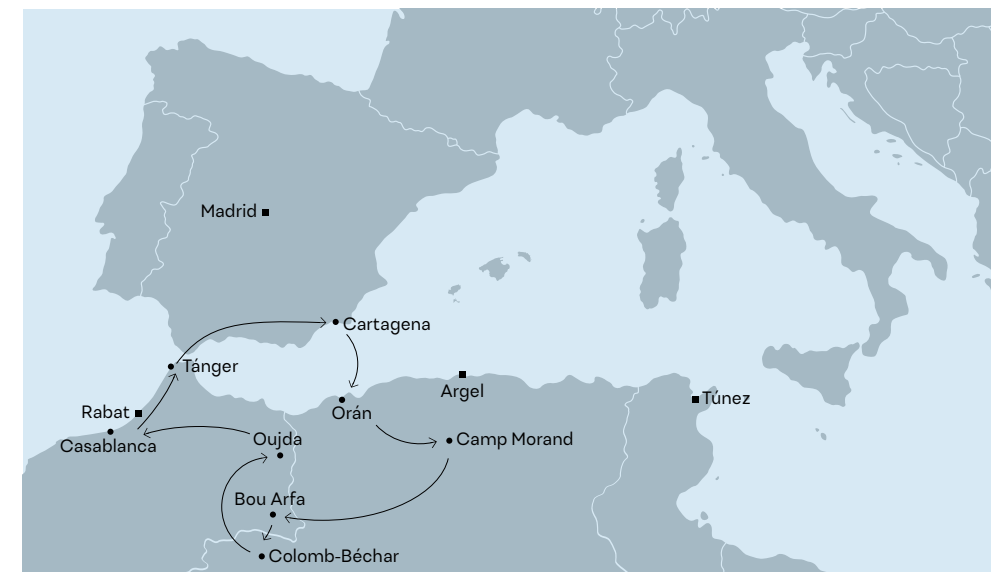 Madrid
Cartagena
Tánger
Argel
Túnez
Rabat
Orán
Casablanca
Oujda
Camp Morand
Bou Arfa
Colomb-Béchar